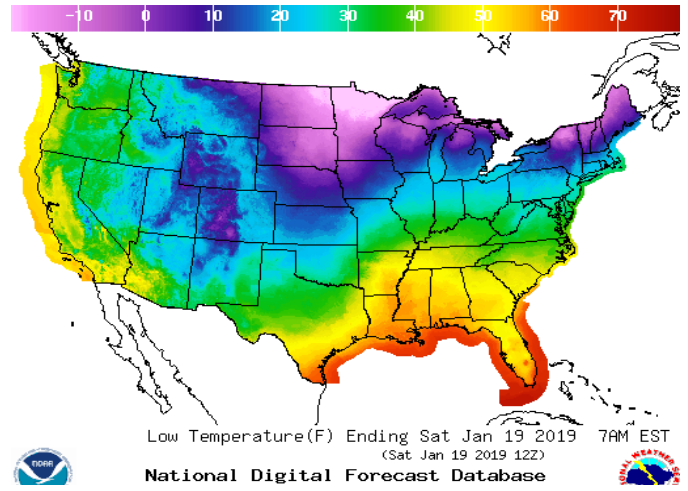 -10 0 10 20 30 40 50 60 70
Low Temperature(F) Ending Sat Jan 19 2019 7AM EST
(Sat Jan 19 2019 12Z)
National Digital Forecast Database
noaa